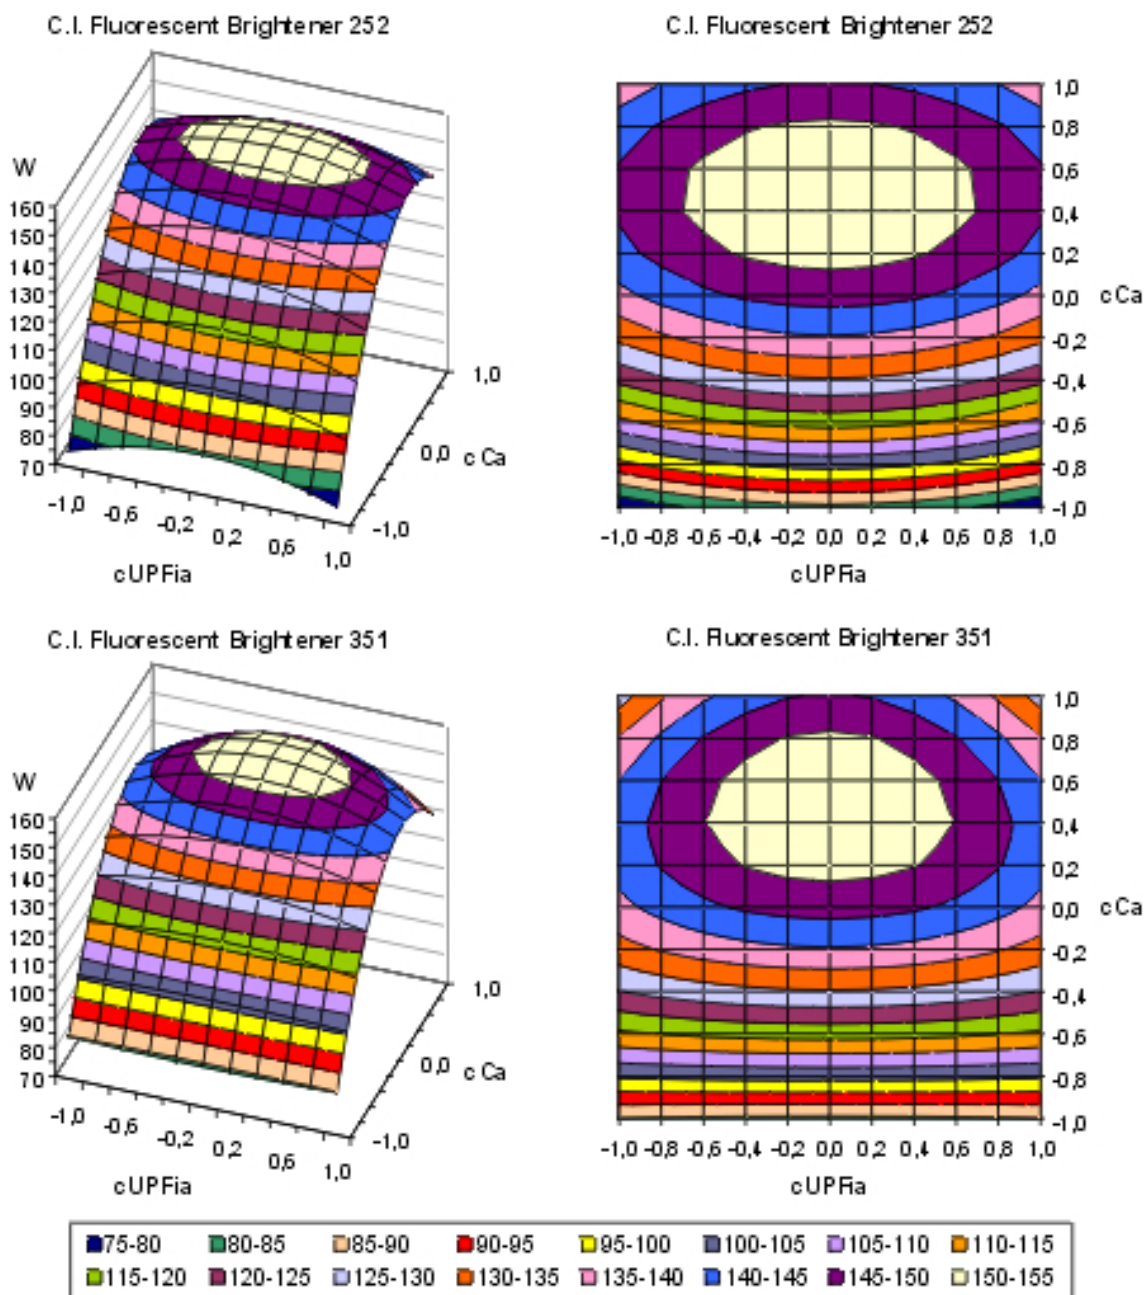 C.I. Fluorescent Brightener 252
W
160
150
140
130
120
110
100
90
80
70
-1,0 -0,6 -0,2 0,2 0,6 1,0
cUPFia
1,0
0,0
-1,0
c Ca
C.I. Fluorescent Brightener 252
1,0
0,8
0,6
0,4
0,2
0,0
-0,2
-0,4
-0,6
-0,8
-1,0
c Ca
-1,0 -0,8 -0,6 -0,4 -0,2 0,0 0,2 0,4 0,6 0,8 1,0
cUPFia
C.I. Fluorescent Brightener 351
W
160
150
140
130
120
110
100
90
80
70
-1,0 -0,6 -0,2 0,2 0,6 1,0
cUPFia
1,0
0,0
-1,0
c Ca
C.I. Fluorescent Brightener 351
1,0
0,8
0,6
0,4
0,2
0,0
-0,2
-0,4
-0,6
-0,8
-1,0
c Ca
-1,0 -0,8 -0,6 -0,4 -0,2 0,0 0,2 0,4 0,6 0,8 1,0
cUPFia
75-80 80-85 85-90 90-95 95-100 100-105 105-110 110-115
115-120 120-125 125-130 130-135 135-140 140-145 145-150 150-155